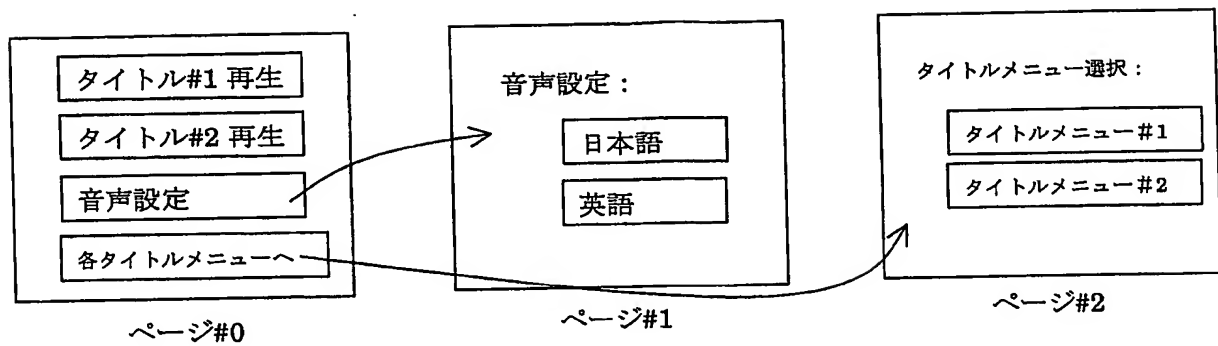 タイトル#1 再生
タイトル#2 再生
音声設定
各タイトルメニューへ
ページ#0
音声設定：
日本語
英語
ページ#1
タイトルメニュー選択：
タイトルメニュー#1
タイトルメニュー#2
ページ#2